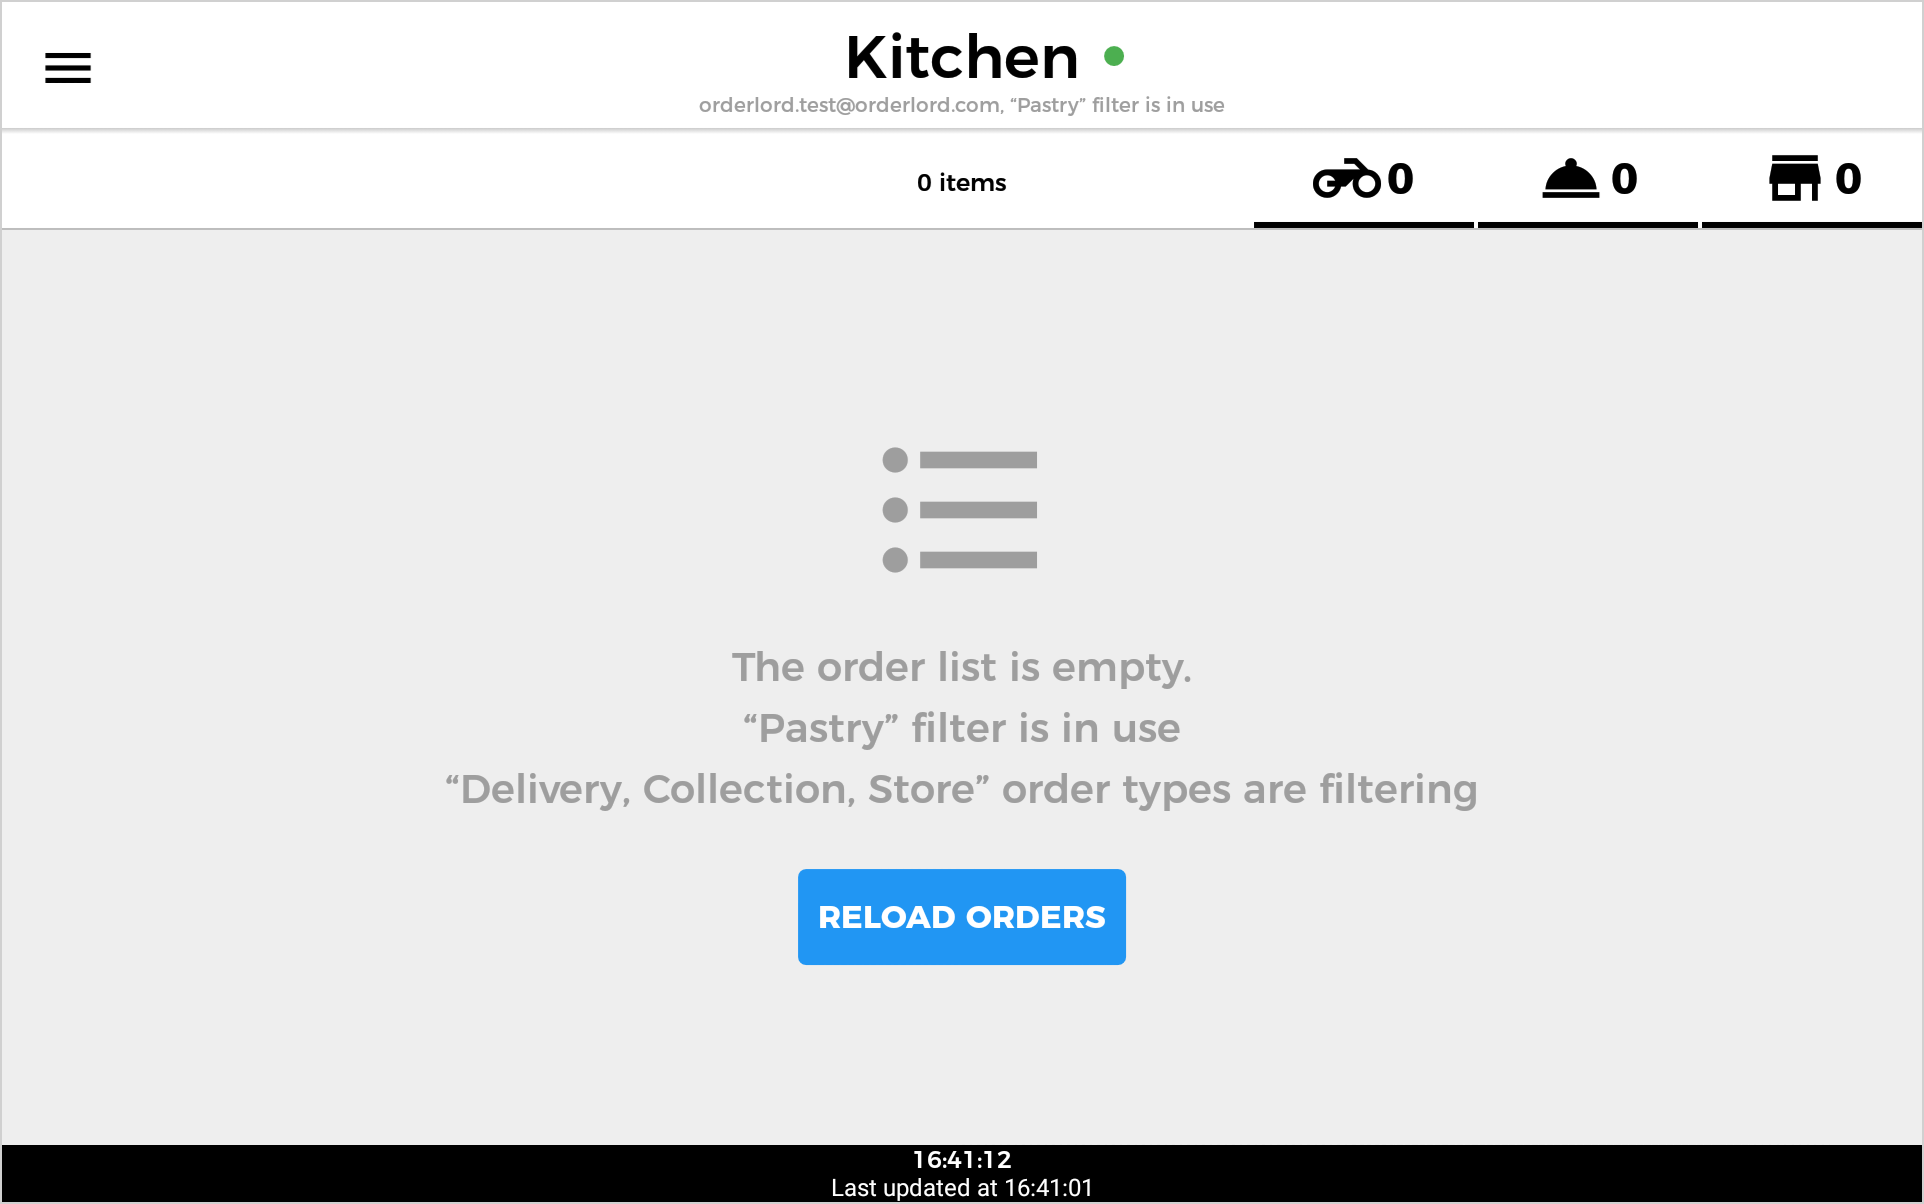 Kitchen
orderlord.test@orderlord.com, “Pastry” filter is in use
0 items
0
0
0
The order list is empty.
“Pastry” filter is in use
“Delivery, Collection, Store” order types are filtering
RELOAD ORDERS
16:41:12
Last updated at 16:41:01